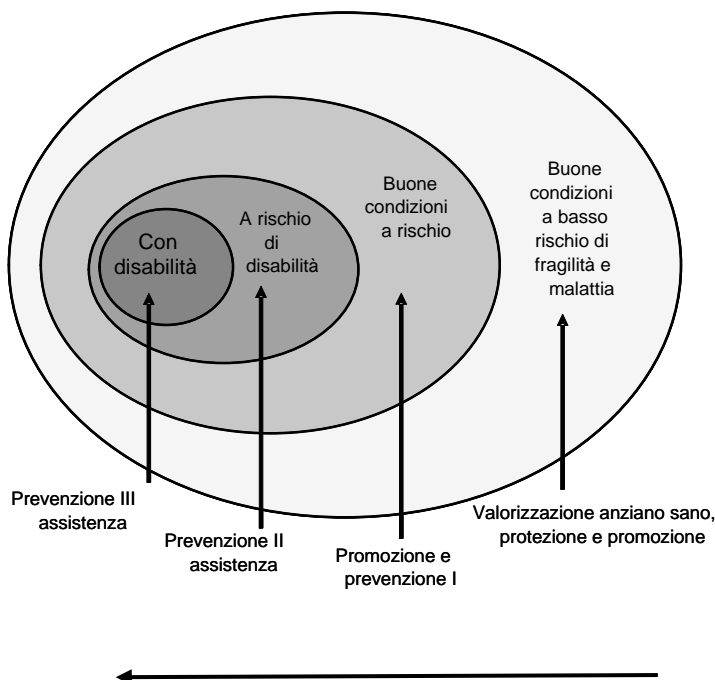 Con
disabilità
A rischio
di
disabilità
Buone
condizioni
a rischio
Buone
condizioni
a basso
rischio di
fragilità e
malattia
Prevenzione III
assistenza
Prevenzione II
assistenza
Promozione e
prevenzione I
Valorizzazione anziano sano,
protezione e promozione